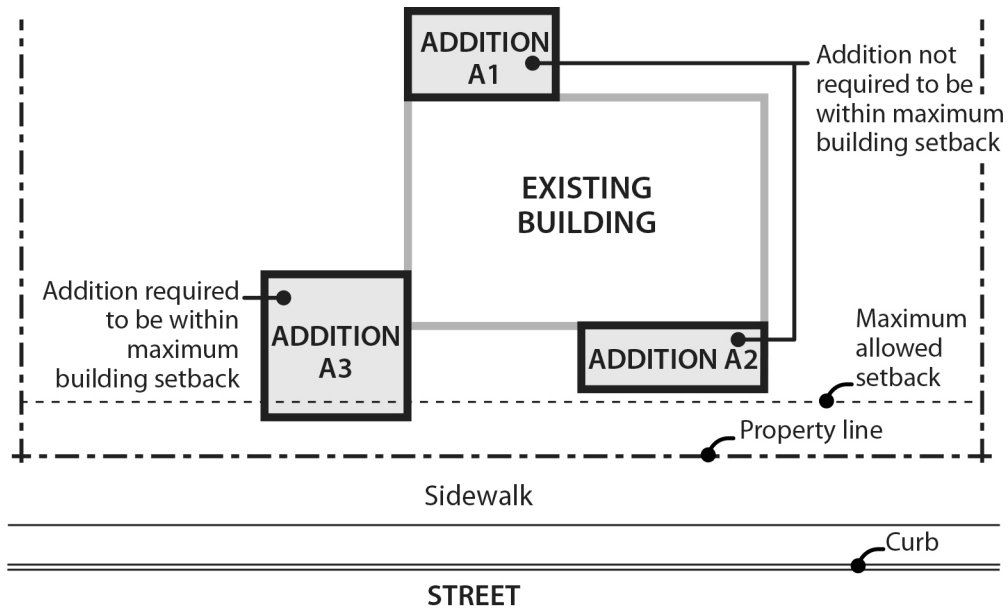 ADDITION
A1
Addition not
required to be
within maximum
building setback
EXISTING
BUILDING
Addition required
to be within
maximum
building setback
ADDITION
A3
ADDITION A2
Maximum
allowed
setback
Property line
Sidewalk
Curb
STREET